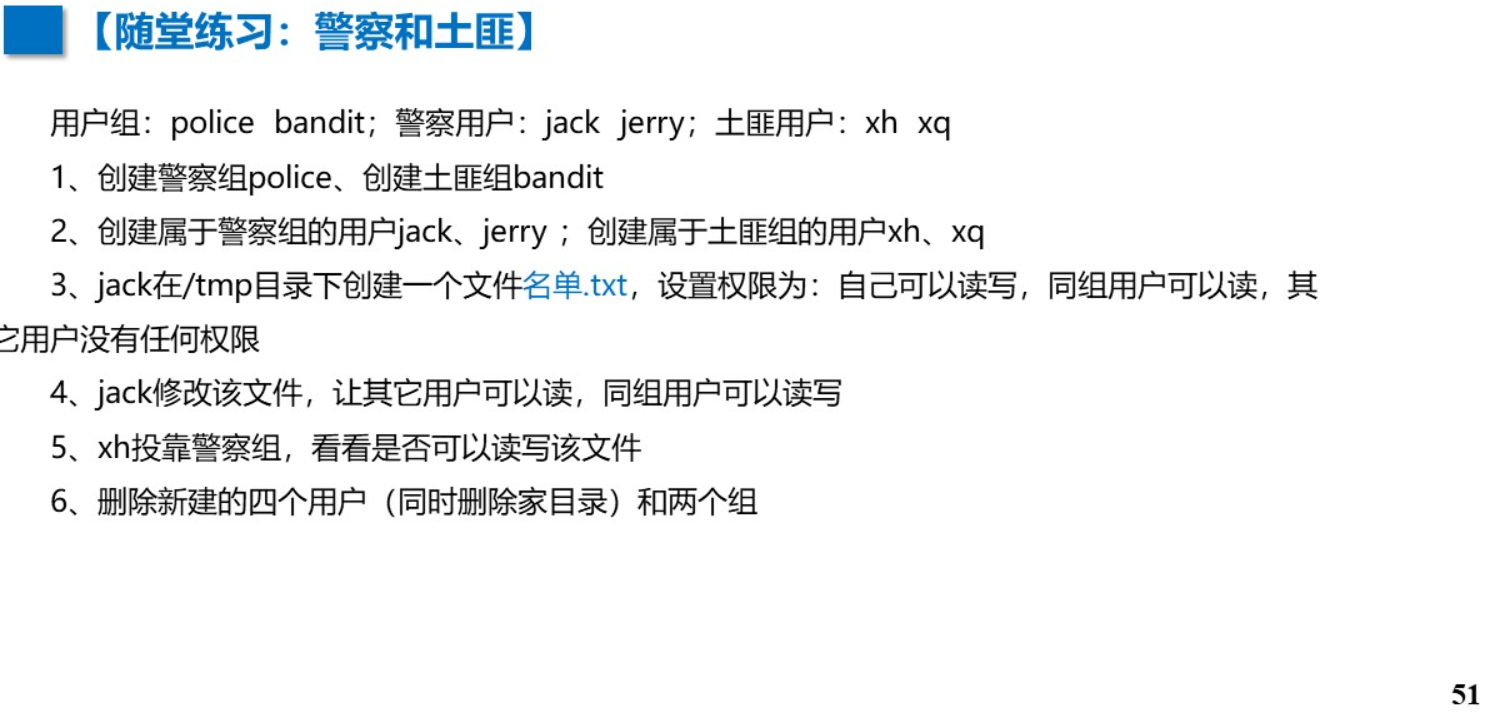 【随堂练习：警察和土匪】
用户组：police bandit；警察用户：jack jerry；土匪用户：xh xq
1、创建警察组police、创建土匪组bandit
2、创建属于警察组的用户jack、jerry ；创建属于土匪组的用户xh、xq
3、jack在/tmp目录下创建一个文件名单.txt，设置权限为：自己可以读写，同组用户可以读，其
它用户没有任何权限
4、jack修改该文件，让其它用户可以读，同组用户可以读写
5、xh投靠警察组，看看是否可以读写该文件
6、删除新建的四个用户（同时删除家目录）和两个组
51